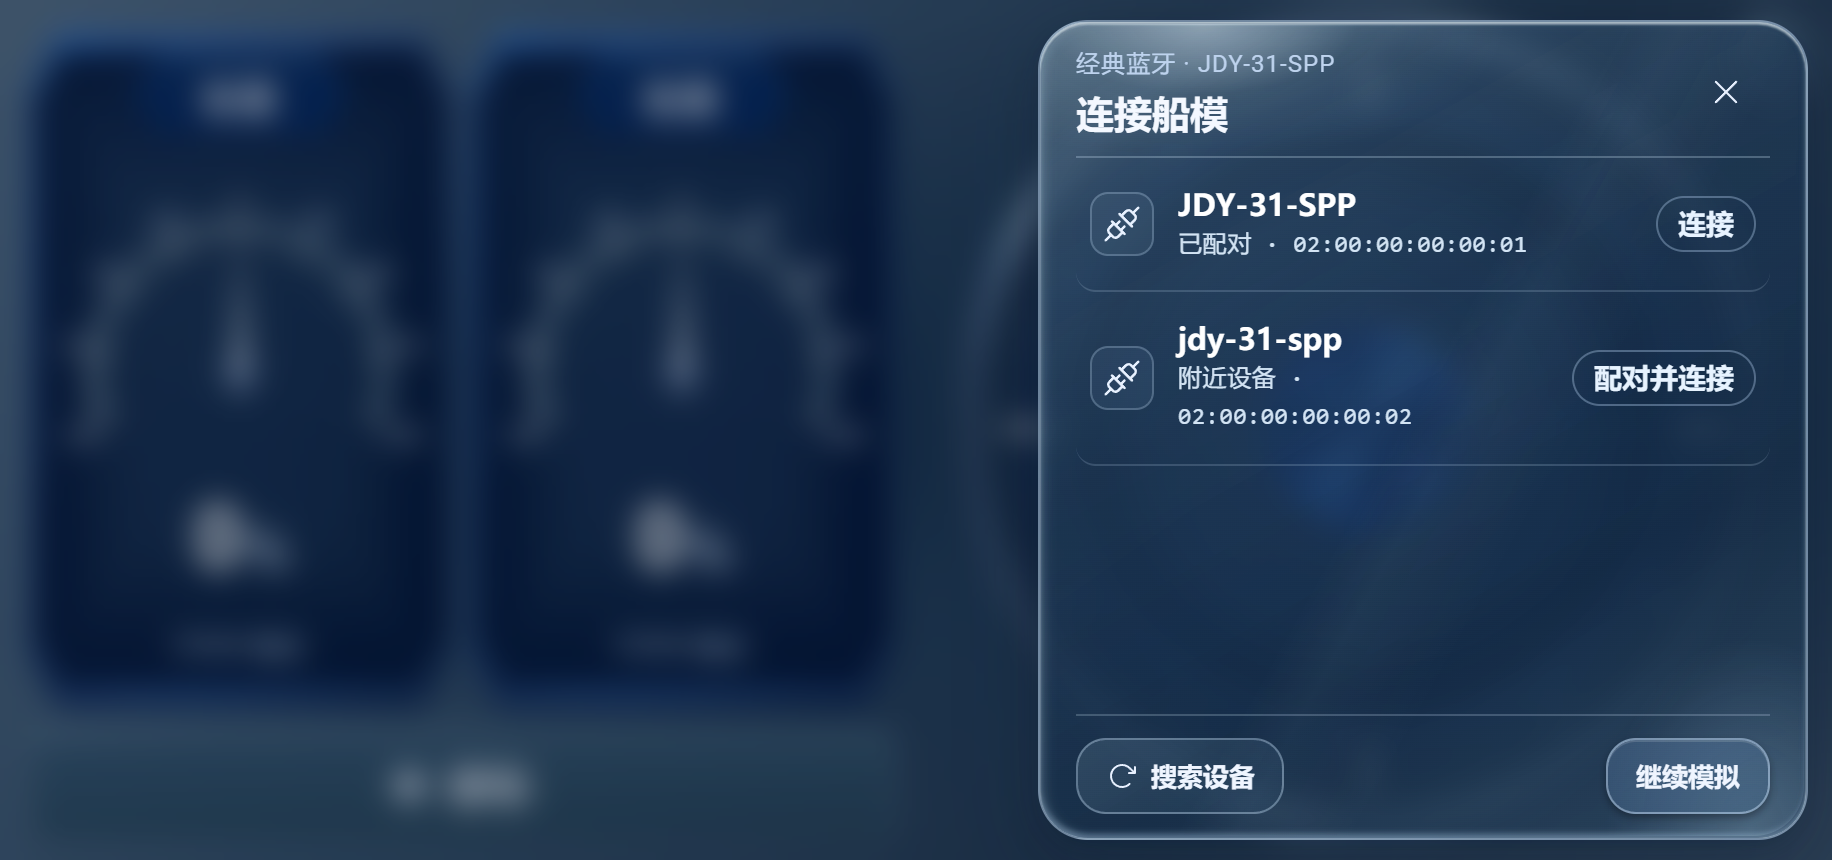 经典蓝牙 · JDY-31-SPP
连接船模
JDY-31-SPP
已配对 · 02:00:00:00:00:01
连接
jdy-31-spp
附近设备 ·
02:00:00:00:00:02
配对并连接
搜索设备
继续模拟